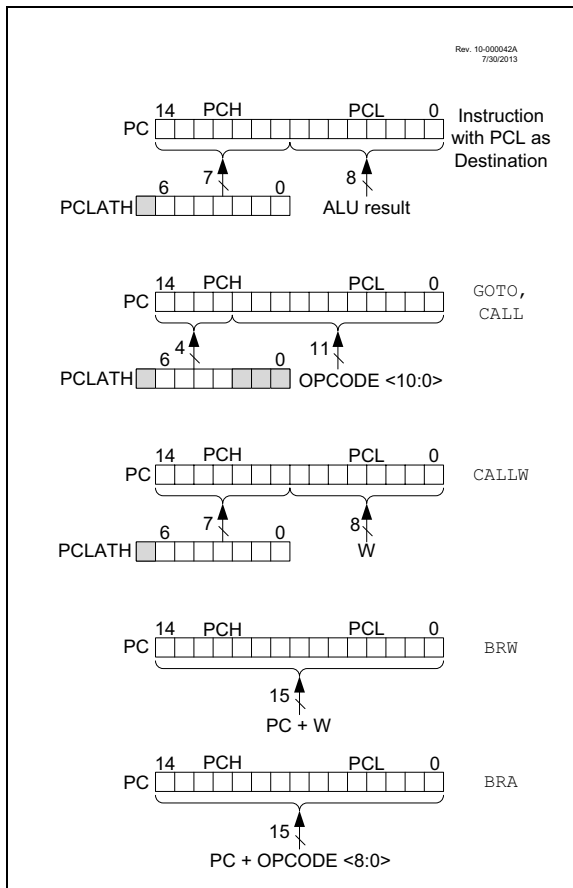 Rev. 10-000042A
7/30/2013
14 PCH PCL 0
PC
Instruction
with PCL as
Destination
6 7 0 8
PCLATH ALU result
14 PCH PCL 0
PC
GOTO,
CALL
6 4 0 11
PCLATH OPCODE <10:0>
14 PCH PCL 0
PC CALLW
6 7 0 8
PCLATH W
14 PCH PCL 0
PC BRW
15
PC + W
14 PCH PCL 0
PC BRA
15
PC + OPCODE <8:0>